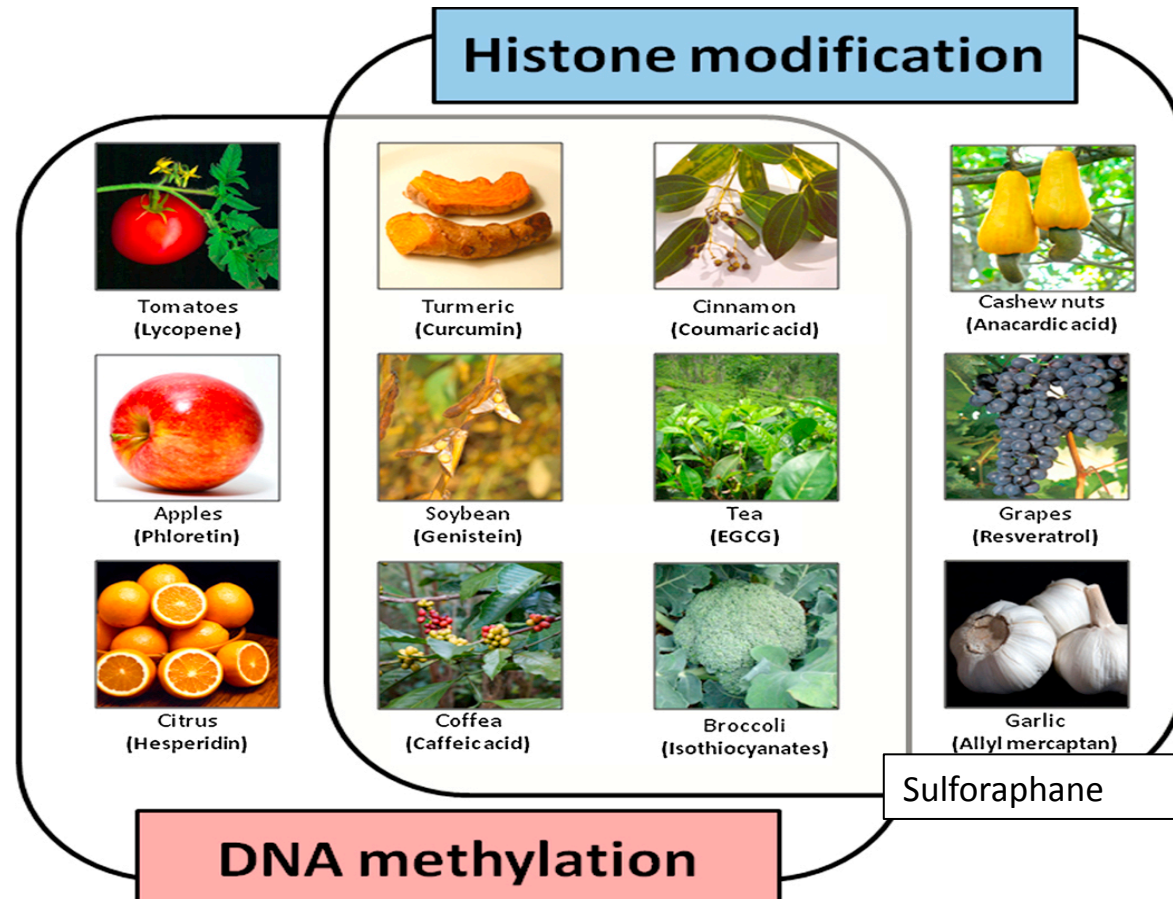 Histone modification
Tomatoes
(Lycopene)
Turmeric
(Curcumin)
Cinnamon
(Coumaric acid)
Cashew nuts
(Anacardic acid)
Apples
(Phloretin)
Soybean
(Genistein)
Tea
(EGCG)
Grapes
(Resveratrol)
Citrus
(Hesperidin)
Coffea
(Caffeic acid)
Broccoli
(Isothiocyanates)
Garlic
(Allyl mercaptan)
Sulforaphane
DNA methylation